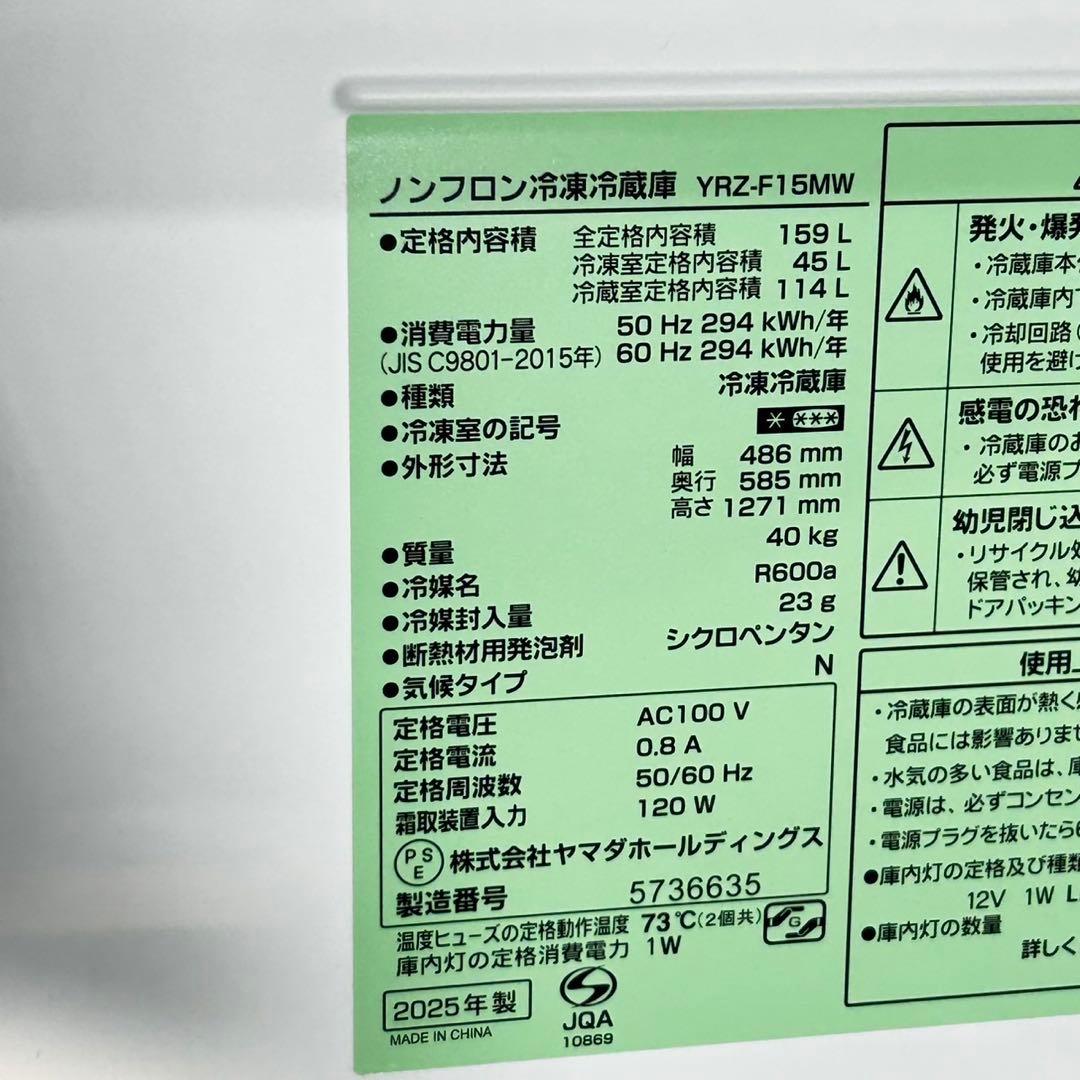 ノンフロン冷凍冷蔵庫 YRZ-F15MW
●定格内容積 全定格内容積 159 L
冷凍室定格内容積 45 L
冷蔵室定格内容積 114 L
●消費電力量 50 Hz 294 kWh/年
(JIS C9801-2015年) 60 Hz 294 kWh/年
●種類 冷凍冷蔵庫
●冷凍室の記号
●外形寸法 幅 486 mm
奥行 585 mm
高さ 1271 mm
●質量 40 kg
●冷媒名 R600a
●冷媒封入量 23 g
●断熱材用発泡剤 シクロペンタン
●気候タイプ N
定格電圧 AC100 V
定格電流 0.8 A
定格周波数 50/60 Hz
霜取装置入力 120 W
PSE 株式会社ヤマダホールディングス
製造番号 5736635
温度ヒューズの定格動作温度 73℃(2個共)
G
庫内灯の定格消費電力 1W
2025年製
MADE IN CHINA
JQA
10869
発火・爆発
・冷蔵庫本
・冷蔵庫内
・冷却回路(
使用を避け
感電の恐れ
・冷蔵庫のお
必ず電源プ
幼児閉じ込
・リサイクル処
保管され、幼
ドアパッキン
使用上
・冷蔵庫の表面が熱く感
食品には影響ありませ
・水気の多い食品は、庫
・電源は、必ずコンセン
・電源プラグを抜いたら6
●庫内灯の定格及び種類
12V 1W L
●庫内灯の数量
詳しく